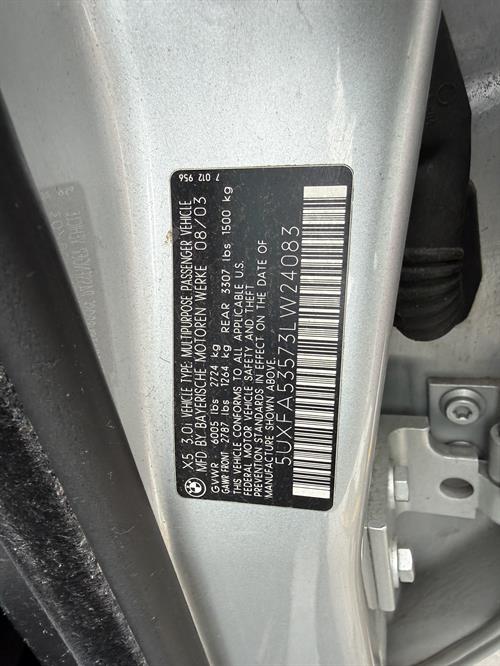 X5 3.0i VEHICLE TYPE: MULTIPURPOSE PASSENGER VEHICLE
MFD BY BAYERISCHE MOTOREN WERKE 08/03
GVWR 6005 lbs 2724 kg
GAWR FRONT 2787 lbs 1264 kg REAR 3307 lbs 1500 kg
THIS VEHICLE CONFORMS TO ALL APPLICABLE U.S.
FEDERAL MOTOR VEHICLE SAFETY AND THEFT
PREVENTION STANDARDS IN EFFECT ON THE DATE OF
MANUFACTURE SHOWN ABOVE.
5UXFA53573LW24083
7 012 956
BMW